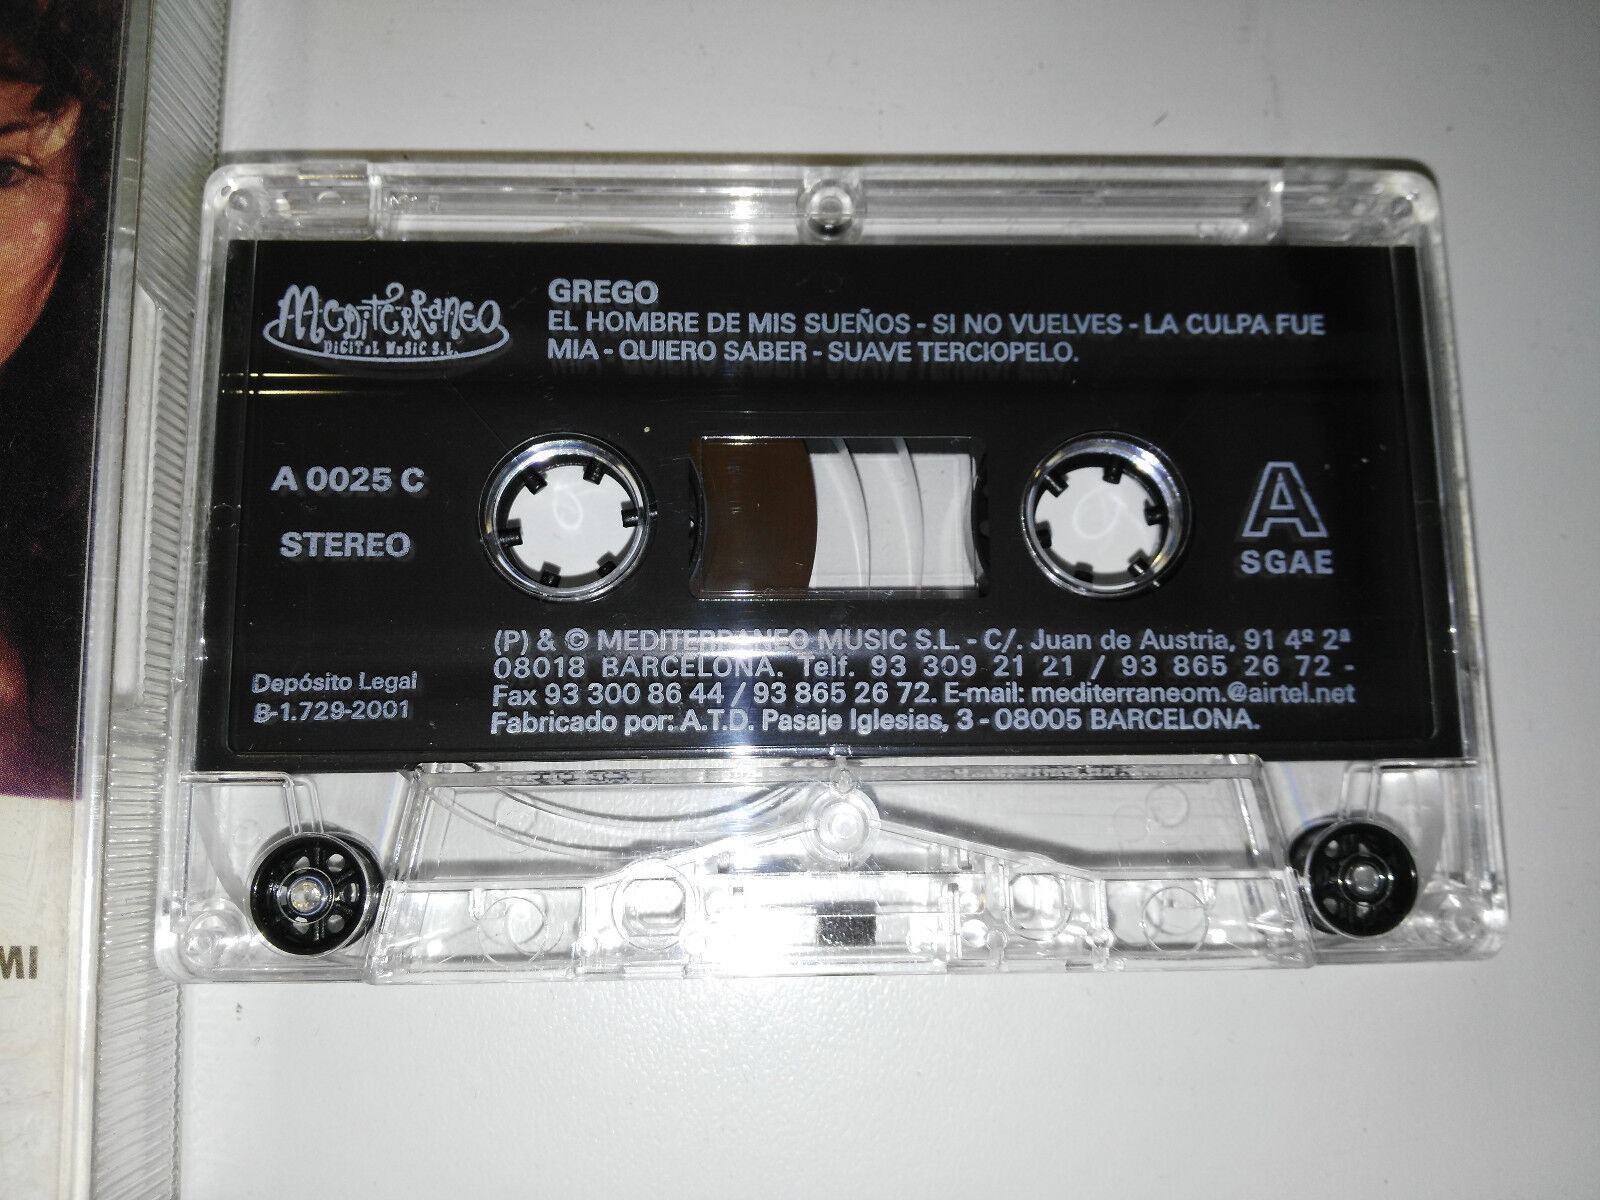 MEDiTERRaNEO
DiGiTaL MuSiC S.L.
GREGO
EL HOMBRE DE MIS SUEÑOS - SI NO VUELVES - LA CULPA FUE
MIA - QUIERO SABER - SUAVE TERCIOPELO.
A 0025 C
STEREO
A
SGAE
Depósito Legal
B-1.729-2001
(P) & © MEDITERRANEO MUSIC S.L. - C/. Juan de Austria, 91 4º 2ª
08018 BARCELONA. Telf. 93 309 21 21 / 93 865 26 72 -
Fax 93 300 86 44 / 93 865 26 72. E-mail: mediterraneom.@airtel.net
Fabricado por: A.T.D. Pasaje Iglesias, 3 - 08005 BARCELONA.
MI